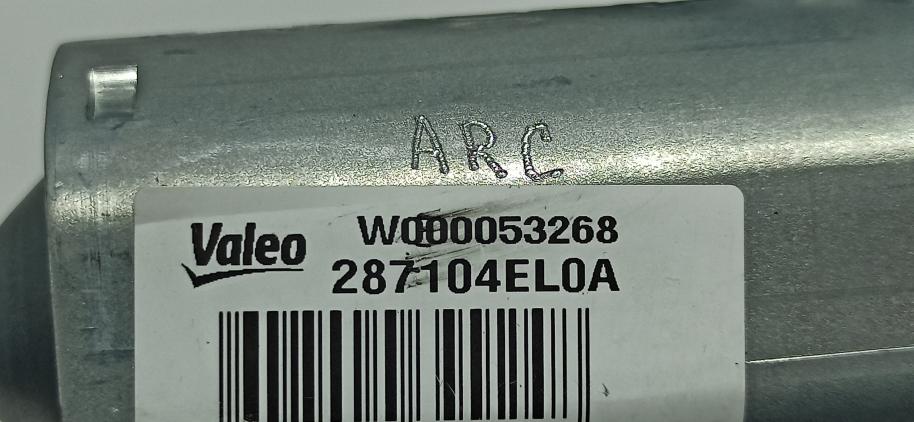 ARC
Valeo
W000053268
287104EL0A